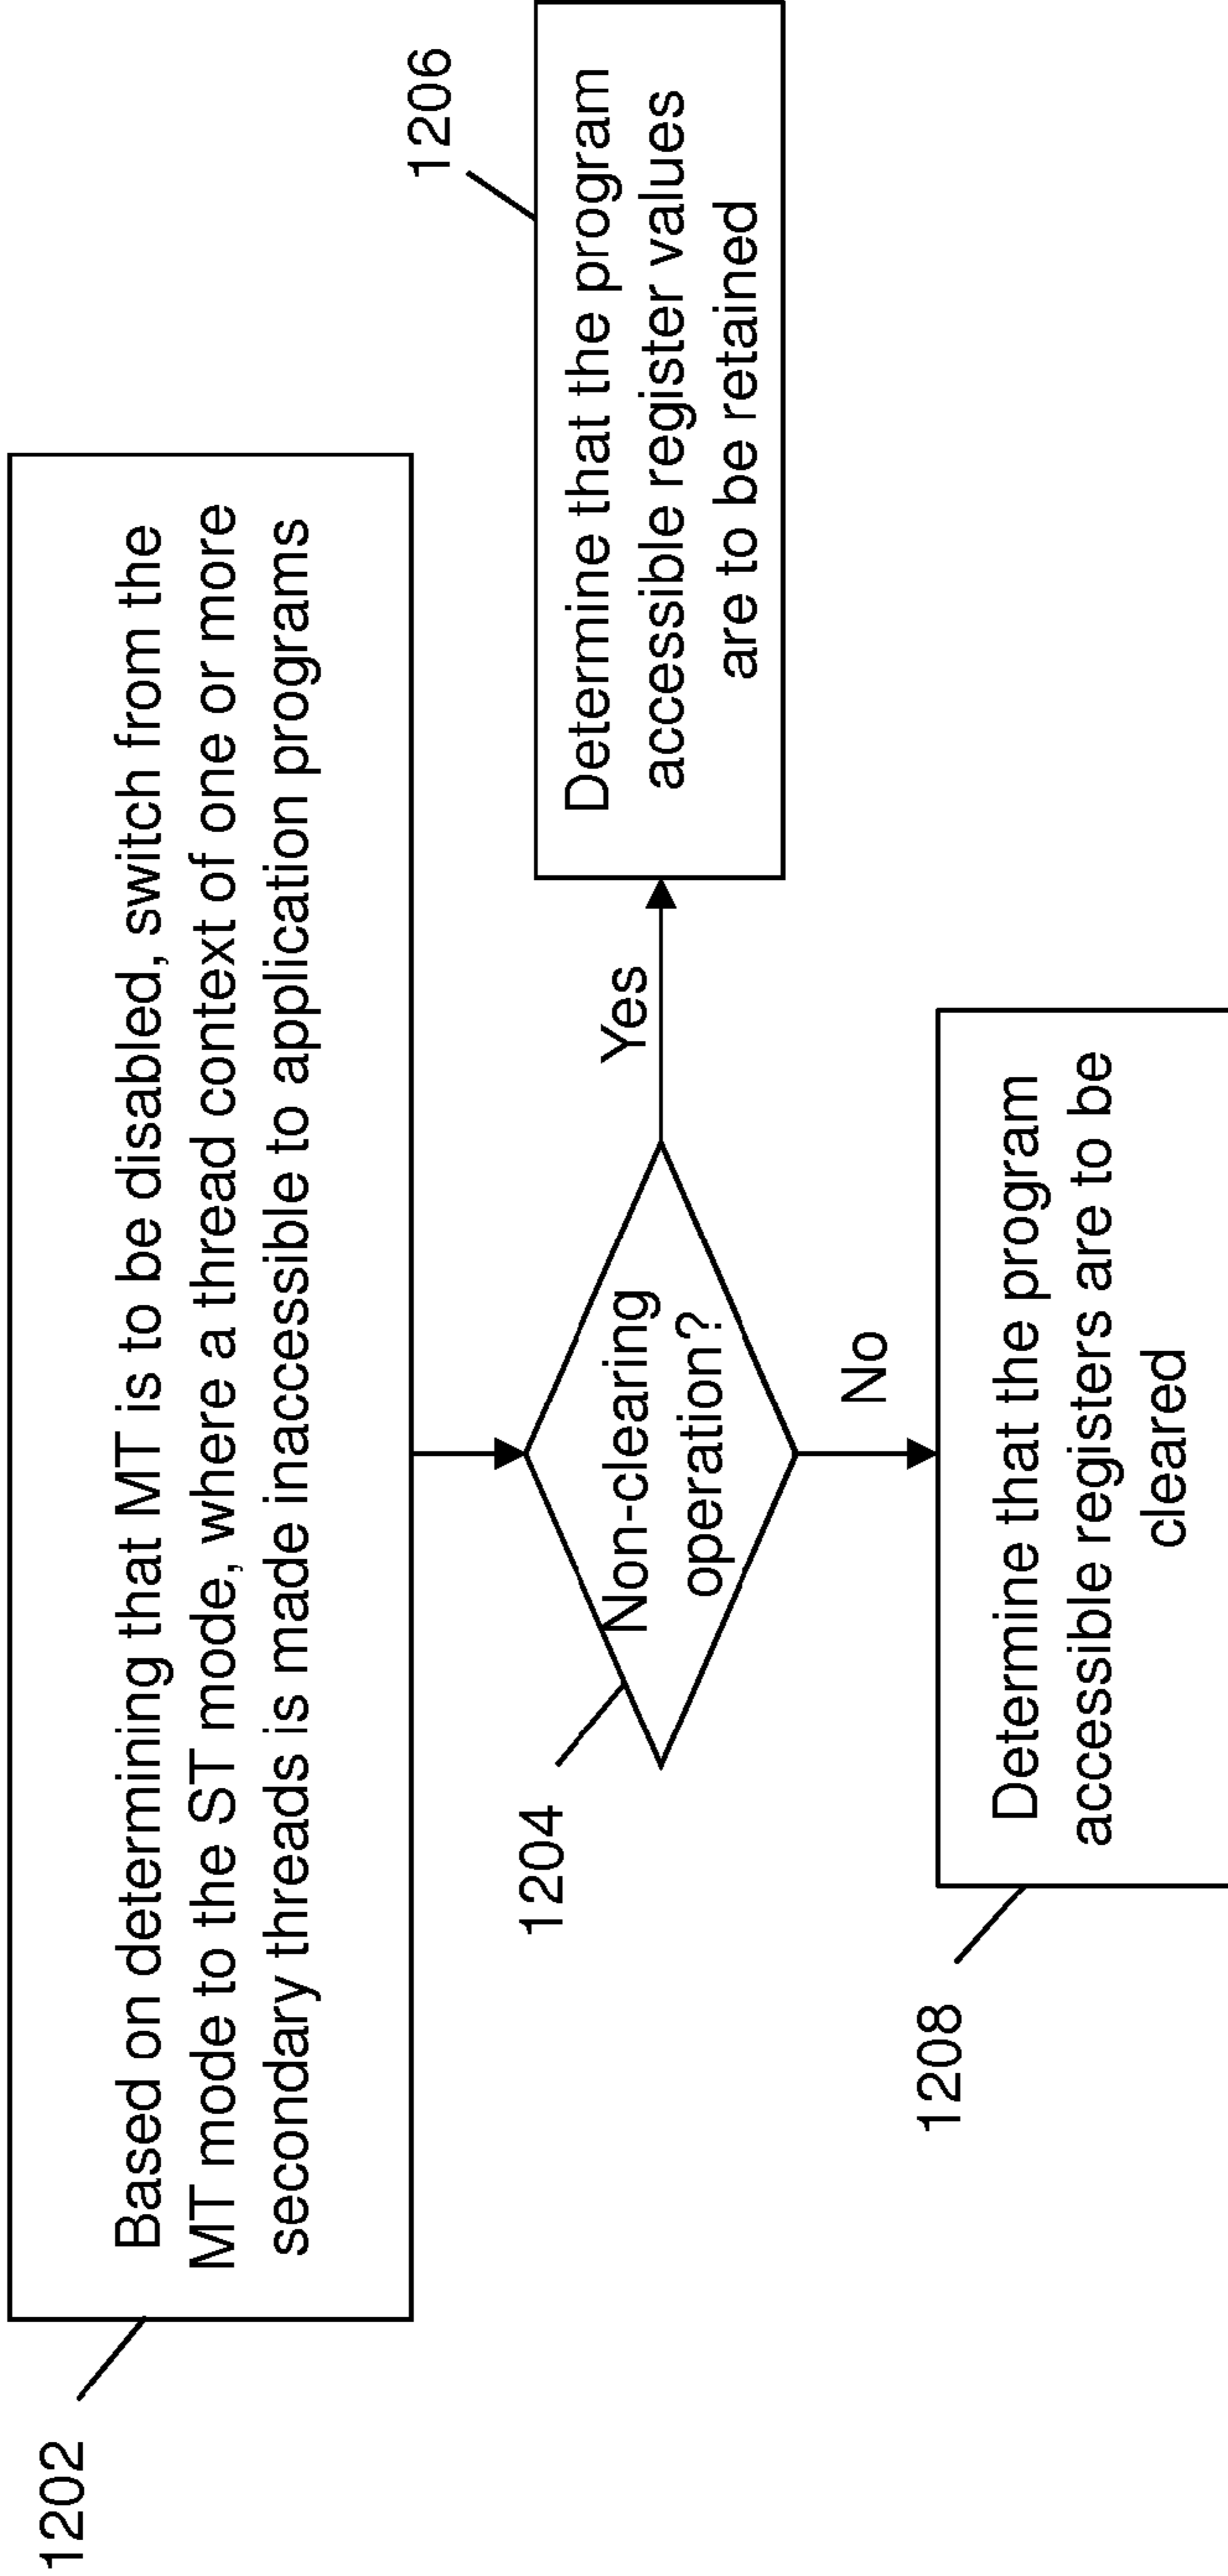 1202
Based on determining that MT is to be disabled, switch from the
MT mode to the ST mode, where a thread context of one or more
secondary threads is made inaccessible to application programs
1204
Non-clearing
operation?
Yes
1206
Determine that the program
accessible register values
are to be retained
No
1208
Determine that the program
accessible registers are to be
cleared